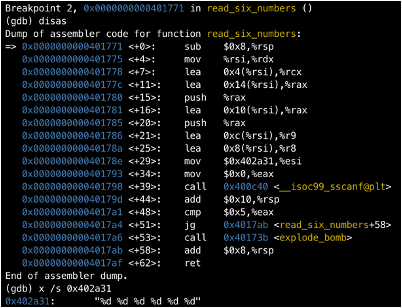 Breakpoint 2, 0x0000000000401771 in read_six_numbers ()
(gdb) disas
Dump of assembler code for function read_six_numbers:
=> 0x0000000000401771 <+0>: sub $0x8,%rsp
0x0000000000401775 <+4>: mov %rsi,%rdx
0x0000000000401778 <+7>: lea 0x4(%rsi),%rcx
0x000000000040177c <+11>: lea 0x14(%rsi),%rax
0x0000000000401780 <+15>: push %rax
0x0000000000401781 <+16>: lea 0x10(%rsi),%rax
0x0000000000401785 <+20>: push %rax
0x0000000000401786 <+21>: lea 0xc(%rsi),%r9
0x000000000040178a <+25>: lea 0x8(%rsi),%r8
0x000000000040178e <+29>: mov $0x402a31,%esi
0x0000000000401793 <+34>: mov $0x0,%eax
0x0000000000401798 <+39>: call 0x400c40 <__isoc99_sscanf@plt>
0x000000000040179d <+44>: add $0x10,%rsp
0x00000000004017a1 <+48>: cmp $0x5,%eax
0x00000000004017a4 <+51>: jg 0x4017ab <read_six_numbers+58>
0x00000000004017a6 <+53>: call 0x40173b <explode_bomb>
0x00000000004017ab <+58>: add $0x8,%rsp
0x00000000004017af <+62>: ret
End of assembler dump.
(gdb) x /s 0x402a31
0x402a31: "%d %d %d %d %d %d"